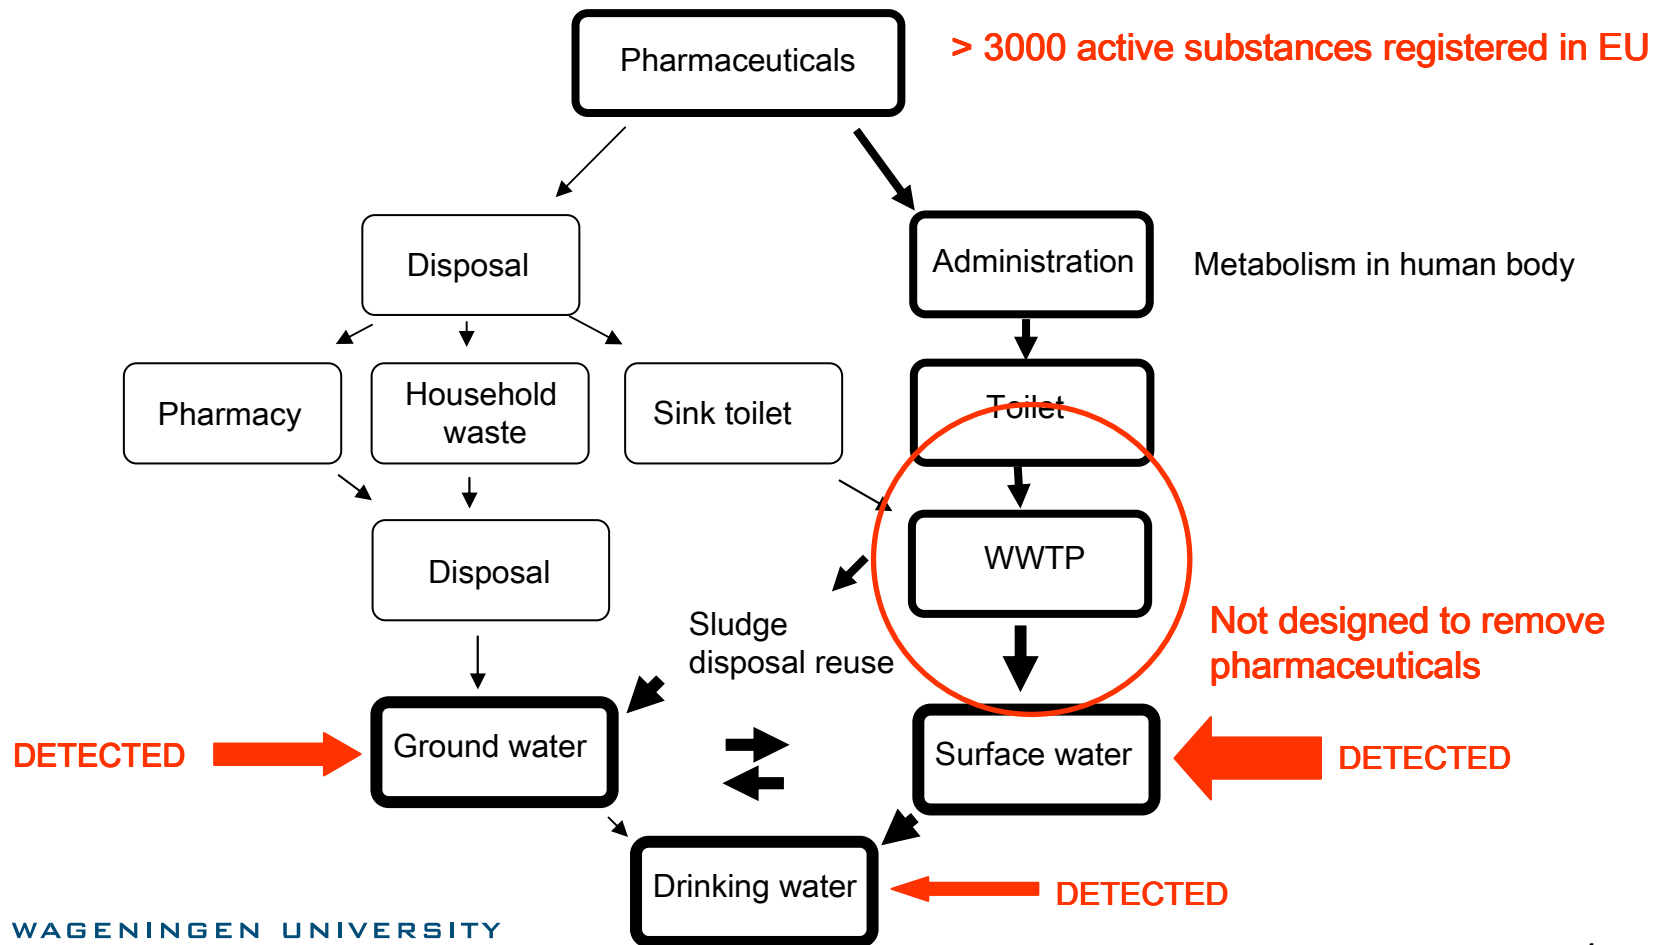 Pharmaceuticals
> 3000 active substances registered in EU
Disposal
Administration
Metabolism in human body
Pharmacy
Household
waste
Sink toilet
Toilet
Disposal
WWTP
Sludge
disposal reuse
Not designed to remove
pharmaceuticals
DETECTED
Ground water
Surface water
DETECTED
Drinking water
DETECTED
WAGENINGEN UNIVERSITY